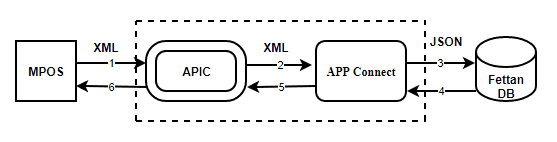 XML XML JSON
1 2 3
MPOS APIC APP Connect Fettan
DB
6 5 4